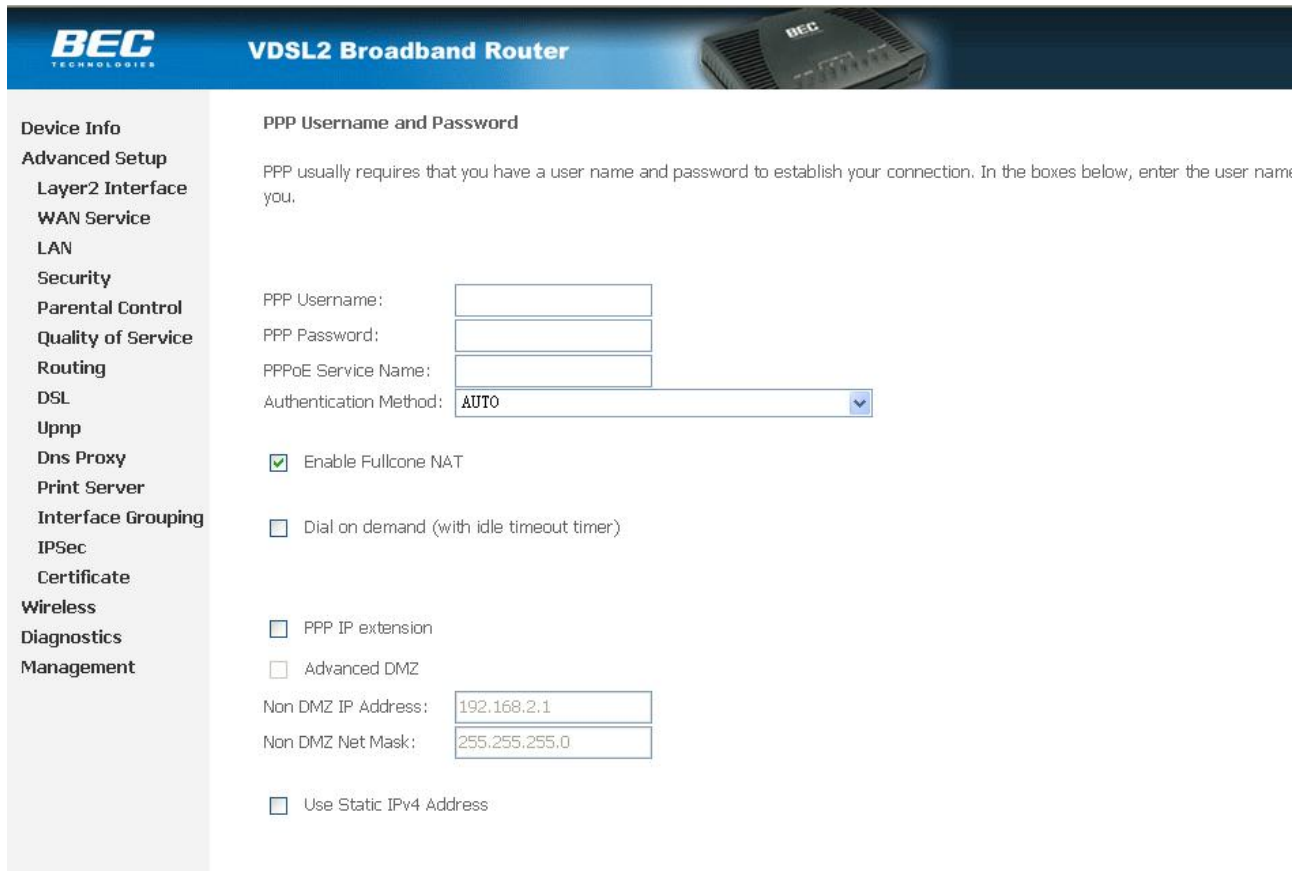 BEC
TECHNOLOGIES
VDSL2 Broadband Router
BEC
Device Info
Advanced Setup
Layer2 Interface
WAN Service
LAN
Security
Parental Control
Quality of Service
Routing
DSL
Upnp
Dns Proxy
Print Server
Interface Grouping
IPSec
Certificate
Wireless
Diagnostics
Management
PPP Username and Password
PPP usually requires that you have a user name and password to establish your connection. In the boxes below, enter the user name
you.
PPP Username:
PPP Password:
PPPoE Service Name:
Authentication Method: AUTO
Enable Fullcone NAT
Dial on demand (with idle timeout timer)
PPP IP extension
Advanced DMZ
Non DMZ IP Address: 192.168.2.1
Non DMZ Net Mask: 255.255.255.0
Use Static IPv4 Address